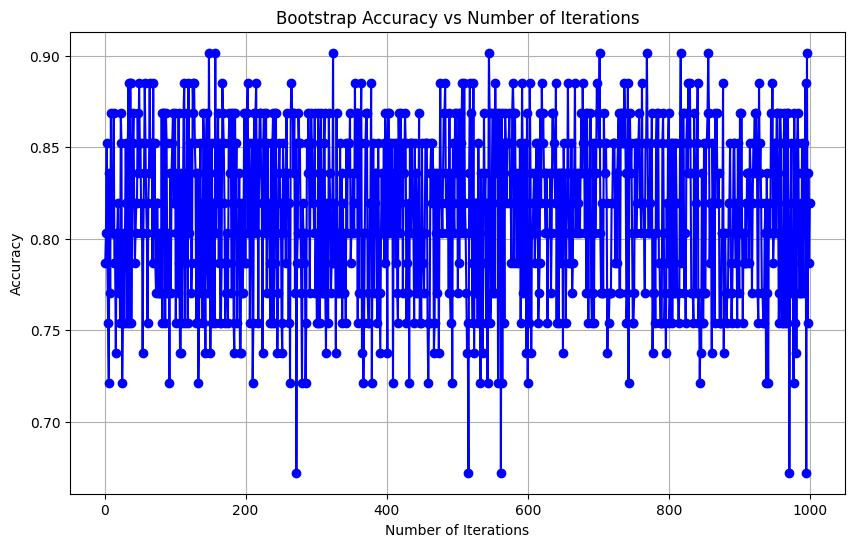 Bootstrap Accuracy vs Number of Iterations
0.90
0.85
0.80
0.75
0.70
Accuracy
0 200 400 600 800 1000
Number of Iterations